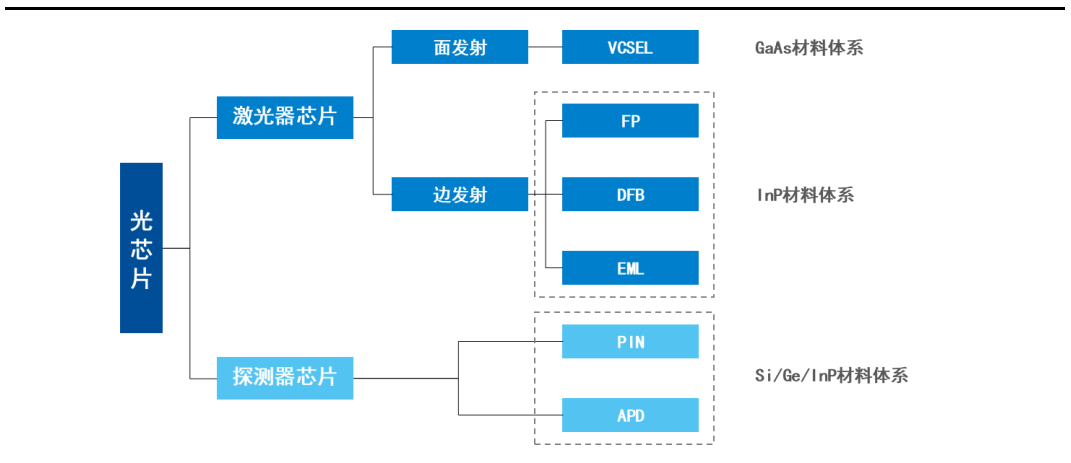 面发射
VCSEL
GaAs材料体系
激光器芯片
FP
边发射
DFB
InP材料体系
光芯片
EML
PIN
探测器芯片
Si/Ge/InP材料体系
APD